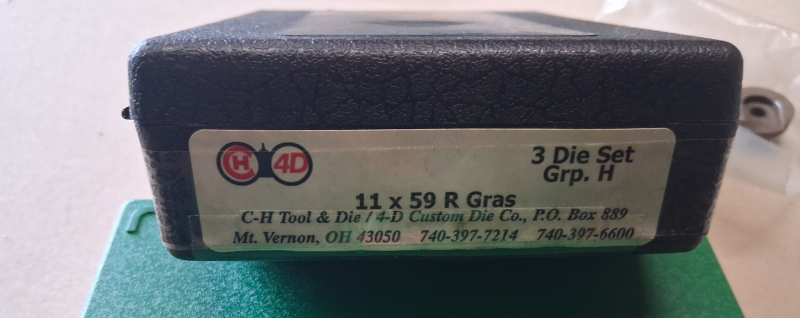 CH 4D
3 Die Set
Grp. H
11 x 59 R Gras
C-H Tool & Die / 4-D Custom Die Co., P.O. Box 889
Mt. Vernon, OH 43050 740-397-7214 740-397-6600